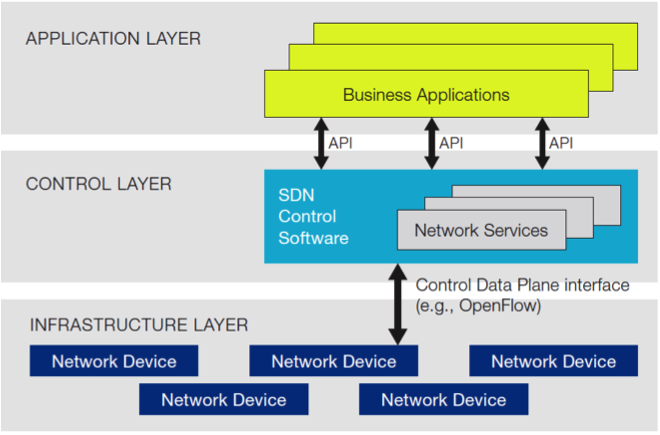 APPLICATION LAYER
Business Applications
API
API
API
CONTROL LAYER
SDN
Control
Software
Network Services
Control Data Plane interface
(e.g., OpenFlow)
INFRASTRUCTURE LAYER
Network Device
Network Device
Network Device
Network Device
Network Device